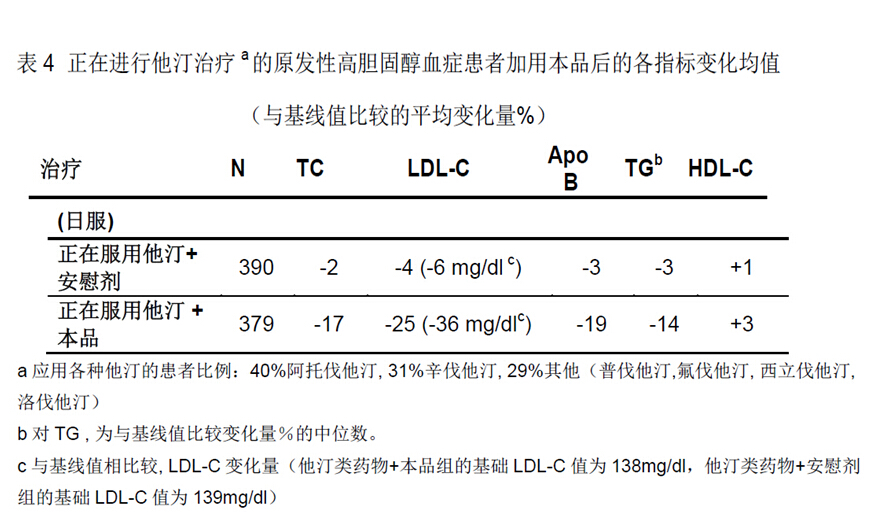 表 4 正在进行他汀治疗 a 的原发性高胆固醇血症患者加用本品后的各指标变化均值
（与基线值比较的平均变化量%）
治疗 N TC LDL-C Apo B TGb HDL-C
(日服)
正在服用他汀+ 安慰剂 390 -2 -4 (-6 mg/dl c) -3 -3 +1
正在服用他汀 + 本品 379 -17 -25 (-36 mg/dlc) -19 -14 +3
a 应用各种他汀的患者比例：40%阿托伐他汀, 31%辛伐他汀, 29%其他（普伐他汀,氟伐他汀, 西立伐他汀,
洛伐他汀）
b 对 TG , 为与基线值比较变化量％的中位数。
c 与基线值相比较, LDL-C 变化量（他汀类药物+本品组的基础 LDL-C 值为 138mg/dl，他汀类药物+安慰剂
组的基础 LDL-C 值为 139mg/dl）